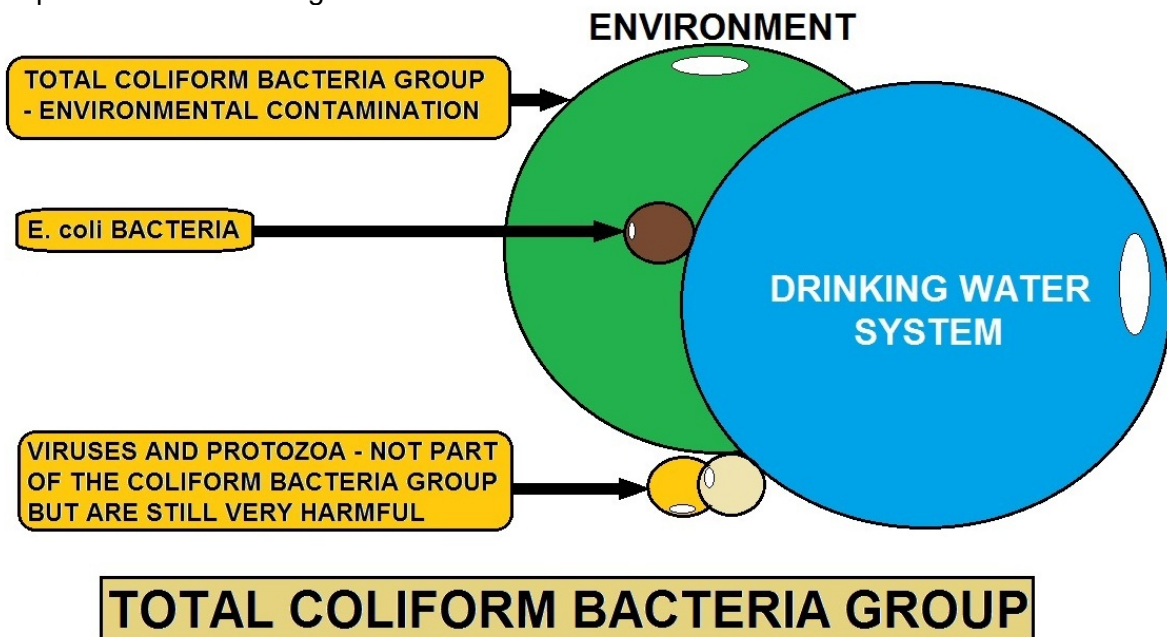 ENVIRONMENT
TOTAL COLIFORM BACTERIA GROUP
- ENVIRONMENTAL CONTAMINATION
E. coli BACTERIA
DRINKING WATER
SYSTEM
VIRUSES AND PROTOZOA - NOT PART
OF THE COLIFORM BACTERIA GROUP
BUT ARE STILL VERY HARMFUL
TOTAL COLIFORM BACTERIA GROUP